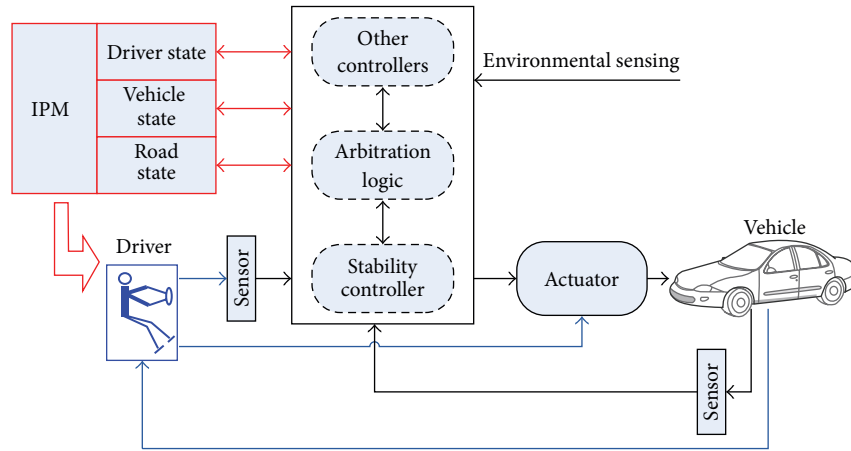 IPM
Driver state
Vehicle
state
Road
state
Other
controllers
Environmental sensing
Arbitration
logic
Driver
Sensor
Stability
controller
Actuator
Vehicle
Sensor